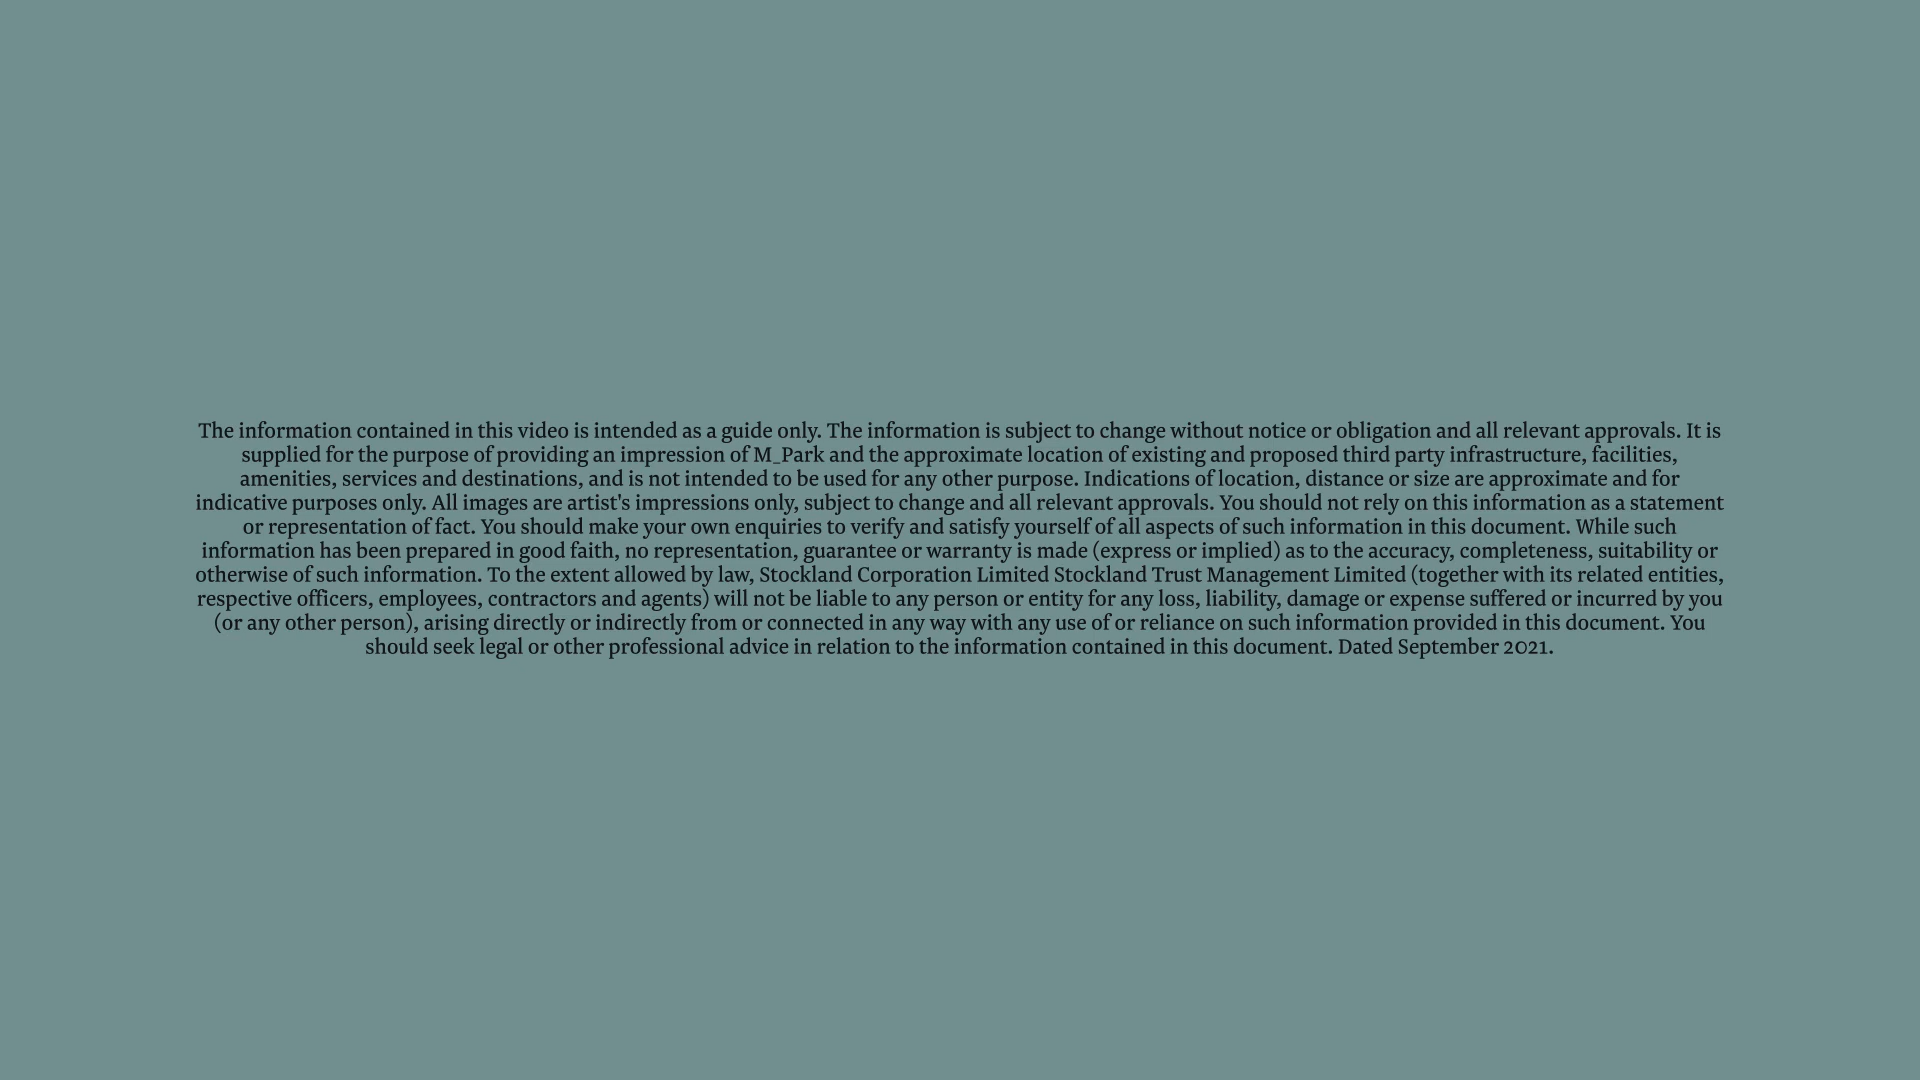 The information contained in this video is intended as a guide only. The information is subject to change without notice or obligation and all relevant approvals. It is
supplied for the purpose of providing an impression of M_Park and the approximate location of existing and proposed third party infrastructure, facilities,
amenities, services and destinations, and is not intended to be used for any other purpose. Indications of location, distance or size are approximate and for
indicative purposes only. All images are artist's impressions only, subject to change and all relevant approvals. You should not rely on this information as a statement
or representation of fact. You should make your own enquiries to verify and satisfy yourself of all aspects of such information in this document. While such
information has been prepared in good faith, no representation, guarantee or warranty is made (express or implied) as to the accuracy, completeness, suitability or
otherwise of such information. To the extent allowed by law, Stockland Corporation Limited Stockland Trust Management Limited (together with its related entities,
respective officers, employees, contractors and agents) will not be liable to any person or entity for any loss, liability, damage or expense suffered or incurred by you
(or any other person), arising directly or indirectly from or connected in any way with any use of or reliance on such information provided in this document. You
should seek legal or other professional advice in relation to the information contained in this document. Dated September 2021.